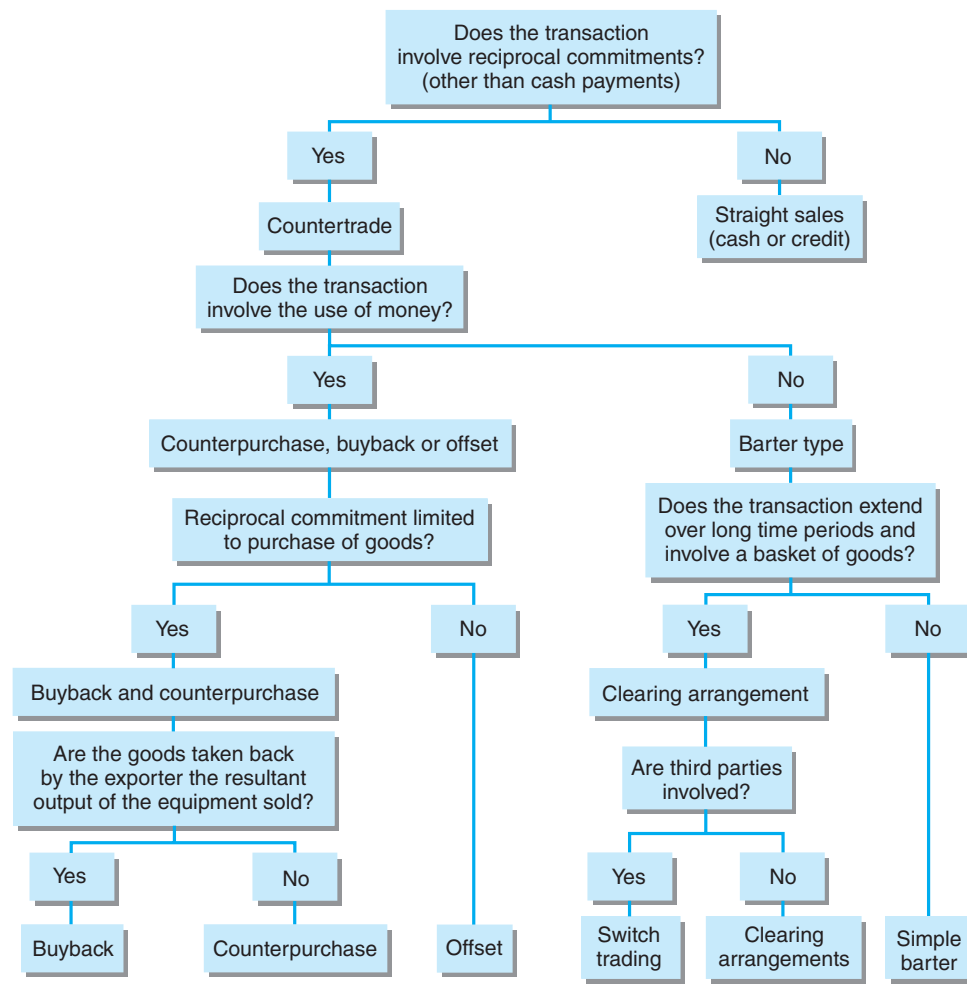 Does the transaction
involve reciprocal commitments?
(other than cash payments)
Yes
No
Countertrade
Straight sales
(cash or credit)
Does the transaction
involve the use of money?
Yes
No
Counterpurchase, buyback or offset
Barter type
Reciprocal commitment limited
to purchase of goods?
Does the transaction extend
over long time periods and
involve a basket of goods?
Yes
No
Yes
No
Buyback and counterpurchase
Clearing arrangement
Are the goods taken back
by the exporter the resultant
output of the equipment sold?
Are third parties
involved?
Yes
No
Yes
No
Buyback
Counterpurchase
Offset
Switch
trading
Clearing
arrangements
Simple
barter